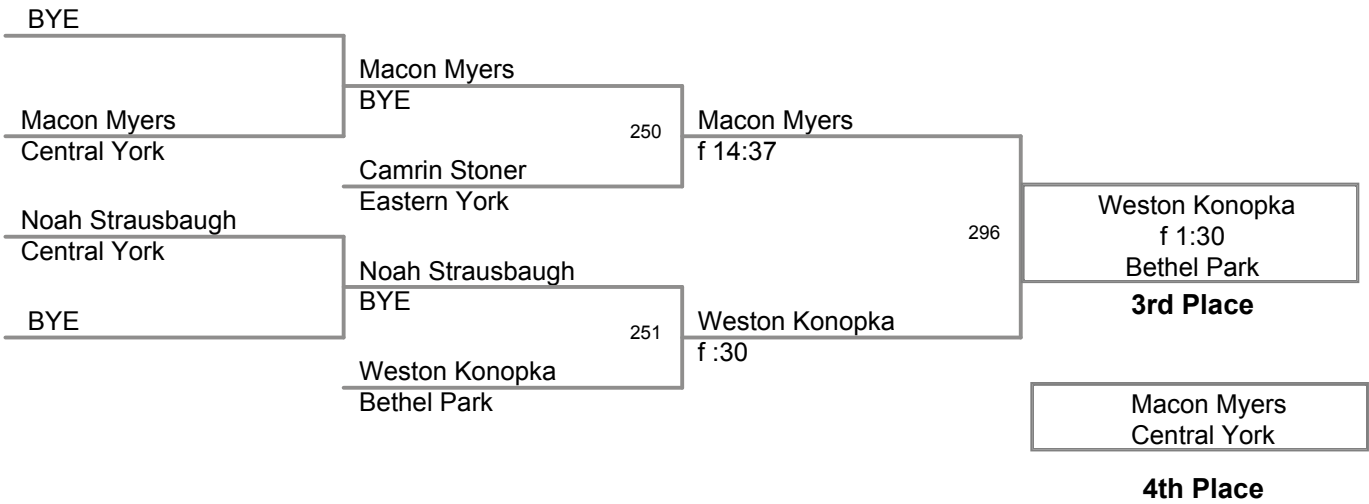 BYE
Macon Myers
BYE
Macon Myers
Central York
250
Macon Myers
f 14:37
Camrin Stoner
Eastern York
Noah Strausbaugh
Central York
296
Weston Konopka
f 1:30
Bethel Park
3rd Place
Noah Strausbaugh
BYE
BYE
251
Weston Konopka
f :30
Weston Konopka
Bethel Park
Macon Myers
Central York
4th Place